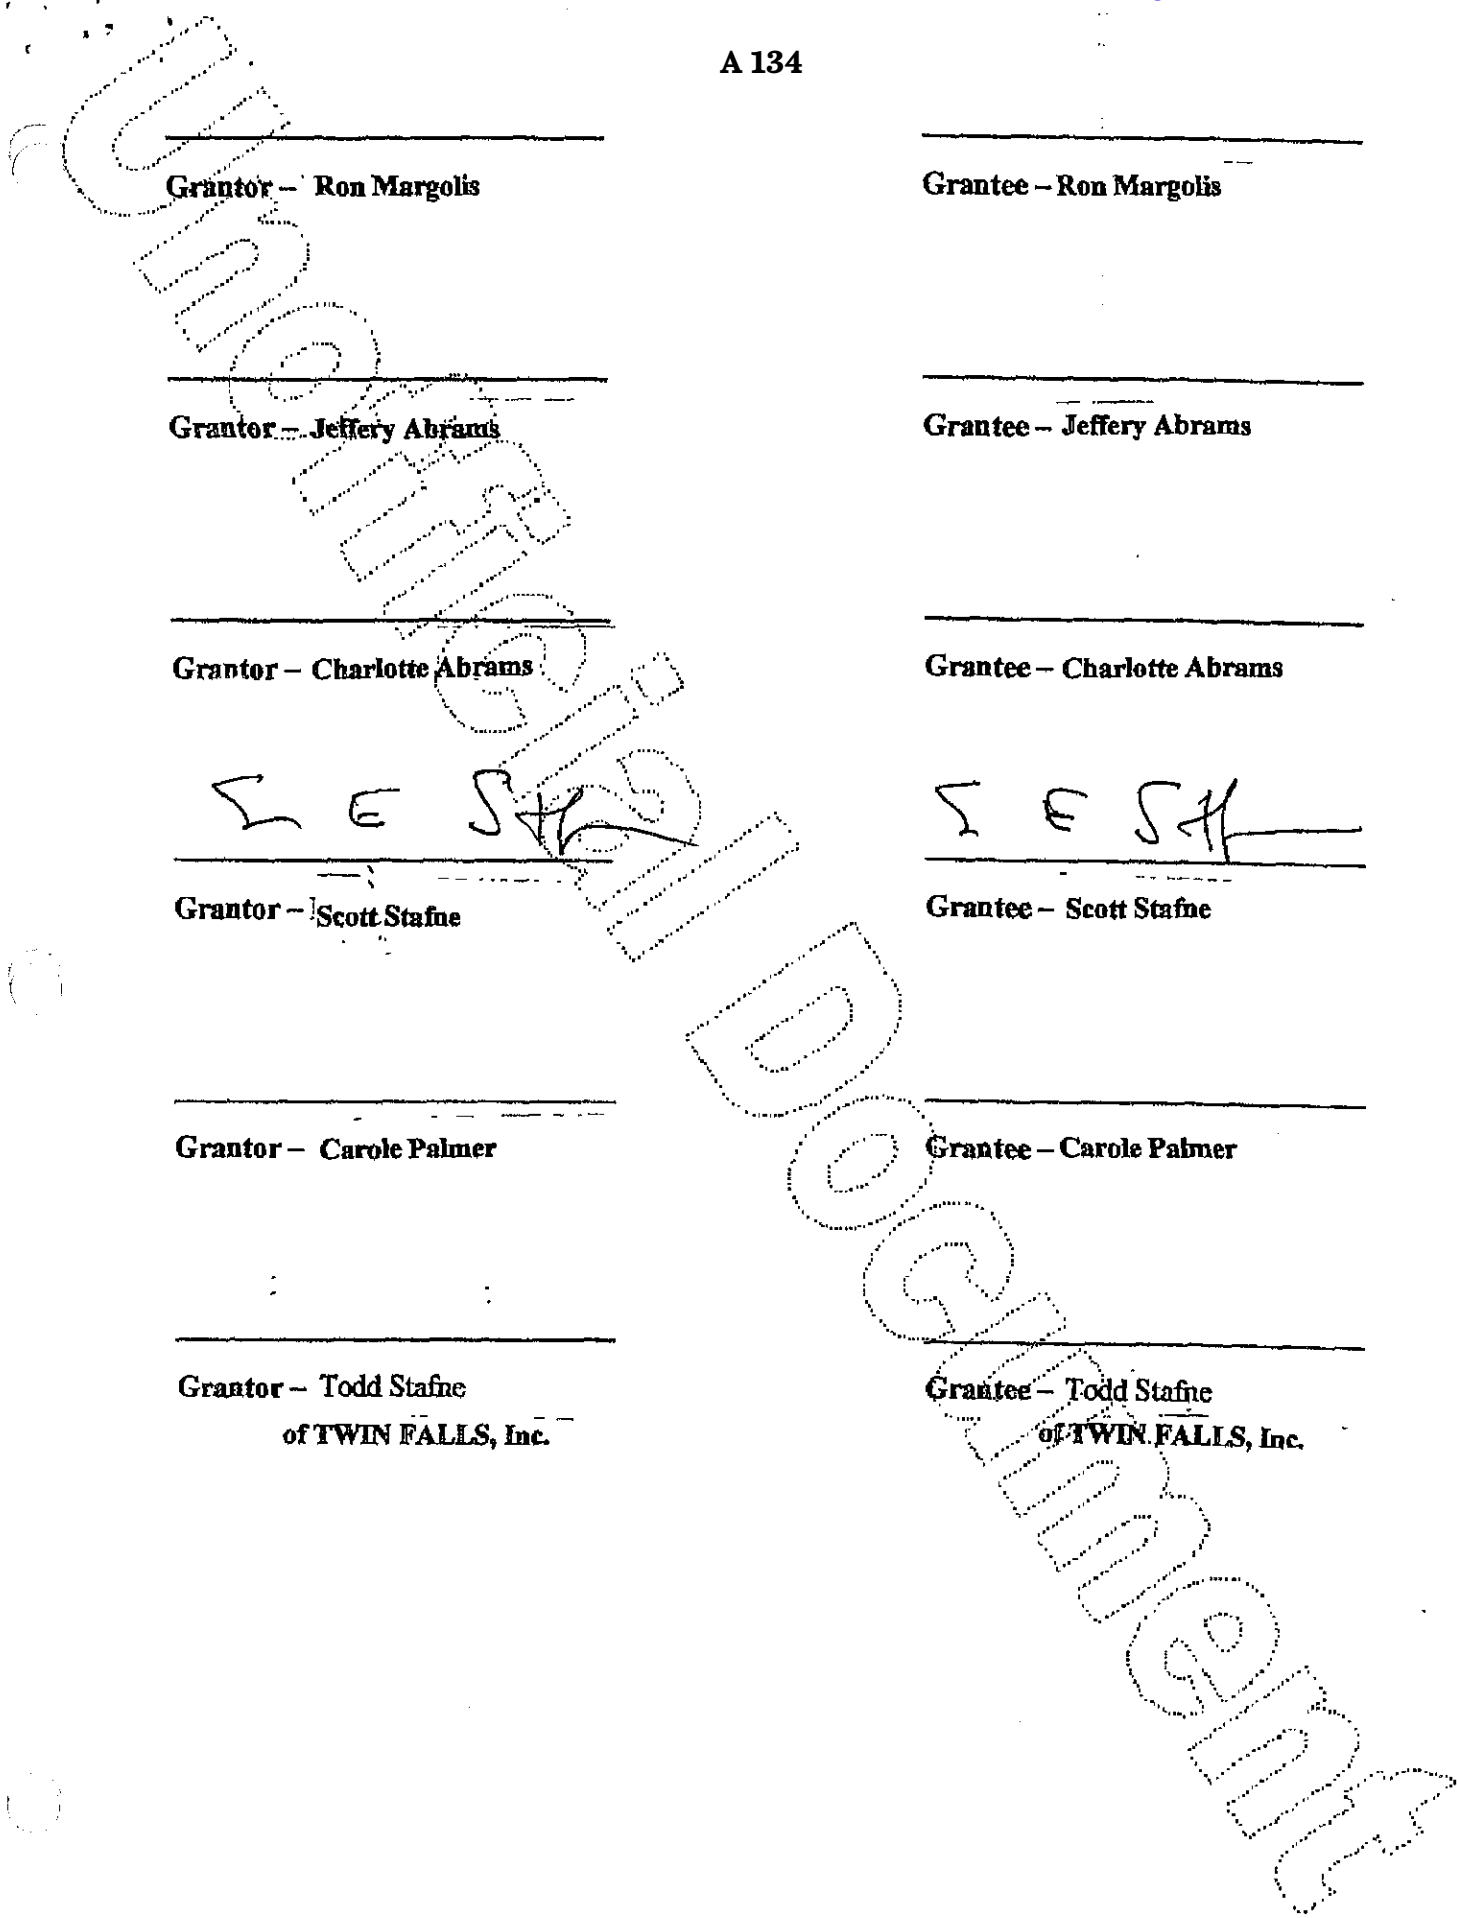 A 134
Grantor – Ron Margolis
Grantee – Ron Margolis
Grantor – Jeffery Abrams
Grantee – Jeffery Abrams
Grantor – Charlotte Abrams
Grantee – Charlotte Abrams
Grantor – Scott Stafne
Grantee – Scott Stafne
Grantor – Carole Palmer
Grantee – Carole Palmer
Grantor – Todd Stafne
of TWIN FALLS, Inc.
Grantee – Todd Stafne
of TWIN FALLS, Inc.
Unofficial Document